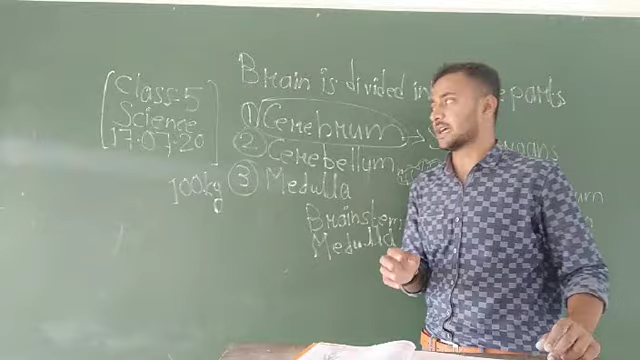 Class-5
Science
17.07.20
100kg
Brain is divided in parts
① Cerebrum →
② Cerebellum
③ Medulla
Brainstem
Medulla